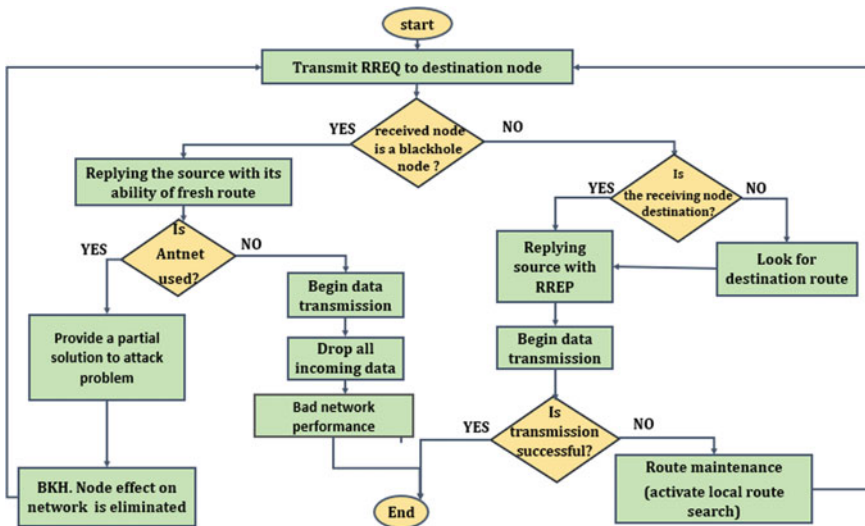 start
Transmit RREQ to destination node
YES
received node
is a blackhole
node ?
NO
Replying the source with its
ability of fresh route
YES
Is
the receiving node
destination?
NO
YES
Is
Antnet
used?
NO
Replying
source with
RREP
Look for
destination route
Begin data
transmission
Provide a partial
solution to attack
problem
Drop all
incoming data
Begin data
transmission
Bad network
performance
YES
Is
transmission
successful?
NO
BKH. Node effect on
network is eliminated
End
Route maintenance
(activate local route
search)